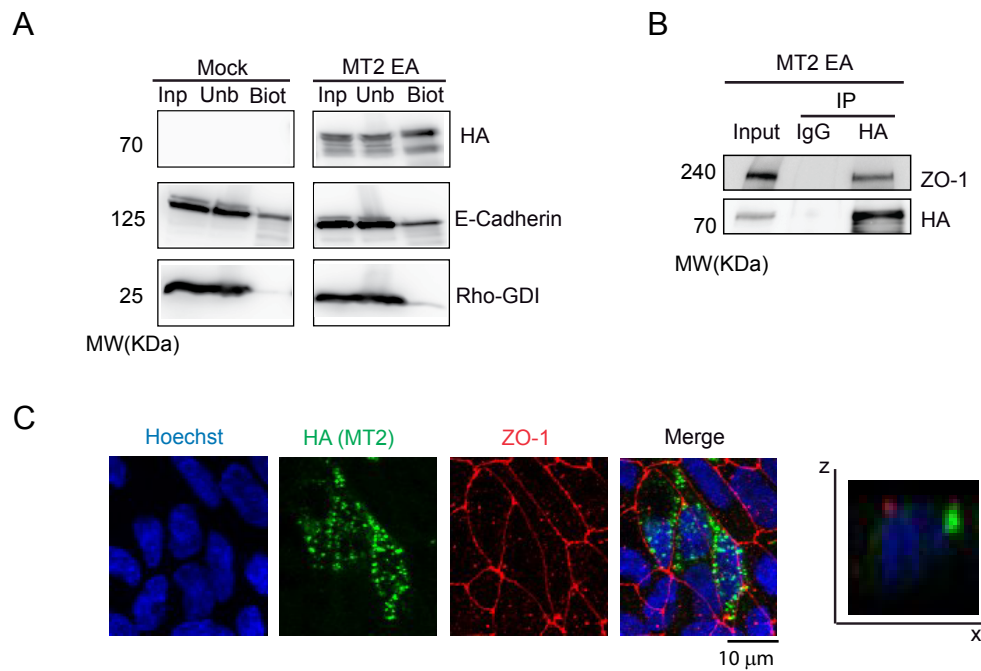 A
Mock
MT2 EA
Inp Unb Biot
Inp Unb Biot
70
HA
125
E-Cadherin
25
Rho-GDI
MW(KDa)
B
MT2 EA
IP
Input IgG HA
240
ZO-1
70
HA
MW(KDa)
C
Hoechst
HA (MT2)
ZO-1
Merge
z
x
10 μm